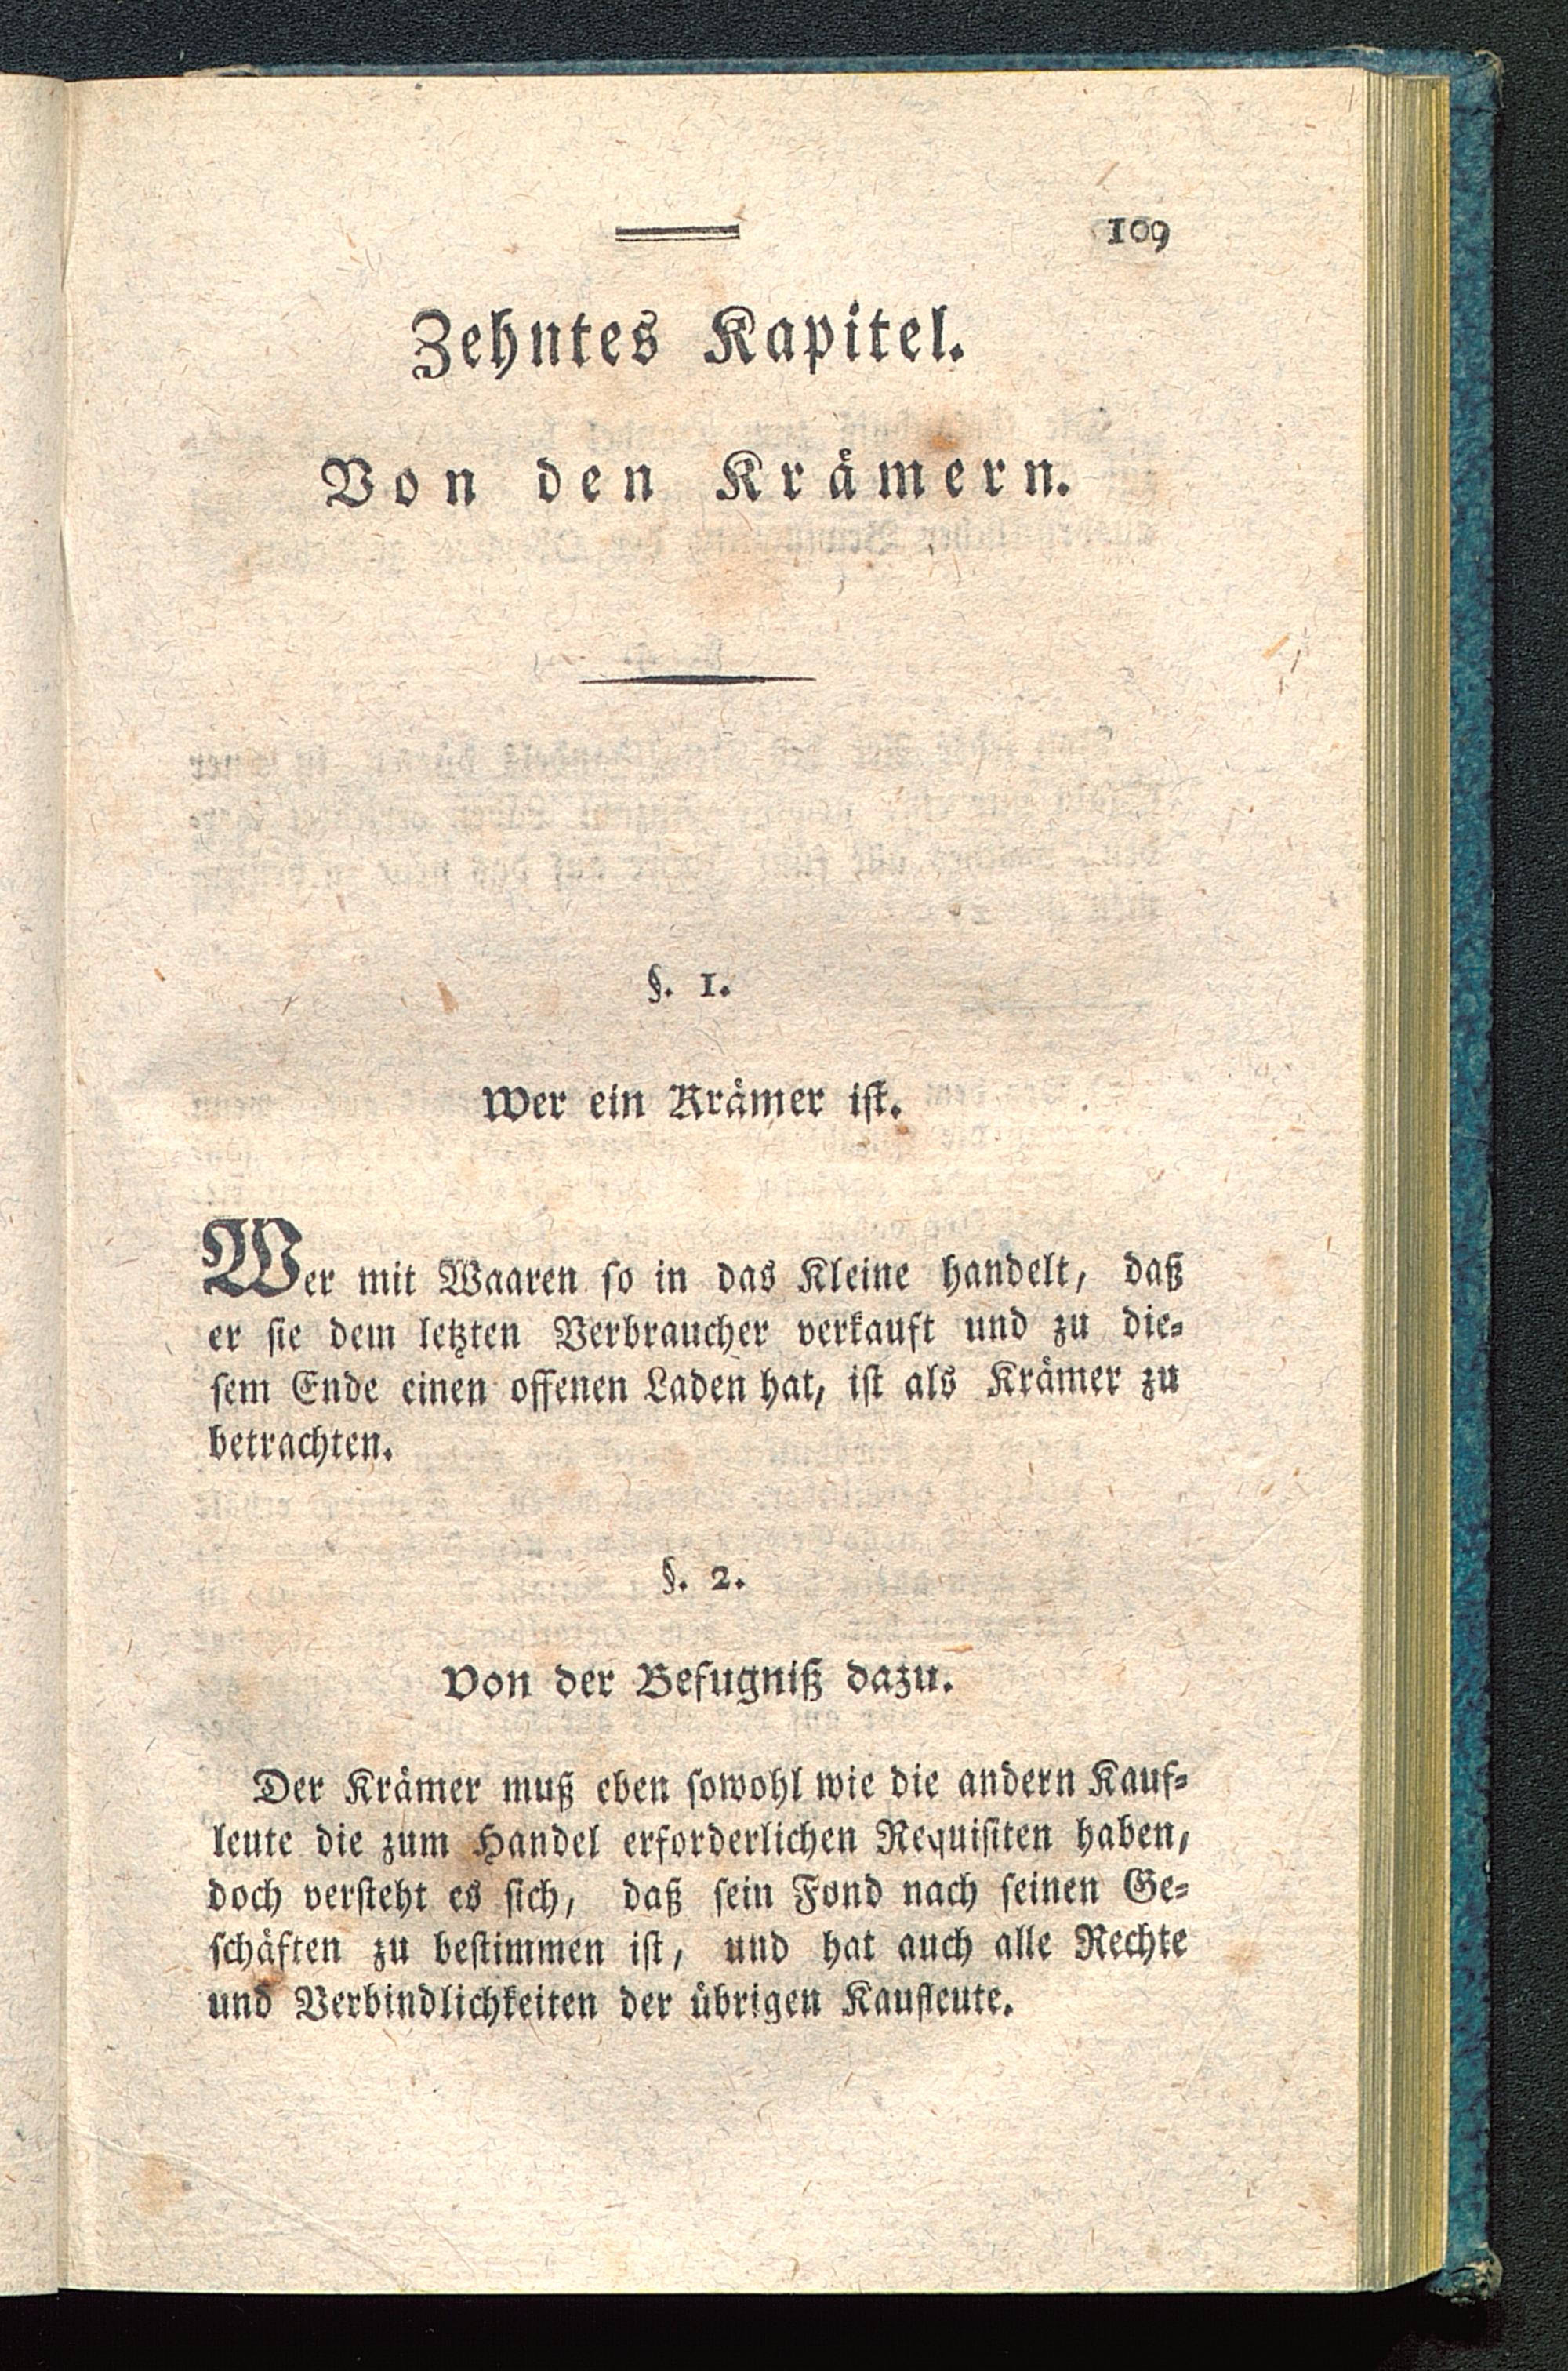 109
Zehntes Kapitel.
Von den Krämern.
§. 1.
Wer ein Krämer ist.
Wer mit Waaren so in das Kleine handelt, daß
er sie dem letzten Verbraucher verkauft und zu die-
sem Ende einen offenen Laden hat, ist als Krämer zu
betrachten.
§. 2.
Von der Befugniß dazu.
Der Krämer muß eben sowohl wie die andern Kauf-
leute die zum Handel erforderlichen Requisiten haben,
doch versteht es sich, daß sein Fond nach seinen Ge-
schäften zu bestimmen ist, und hat auch alle Rechte
und Verbindlichkeiten der übrigen Kaufleute.